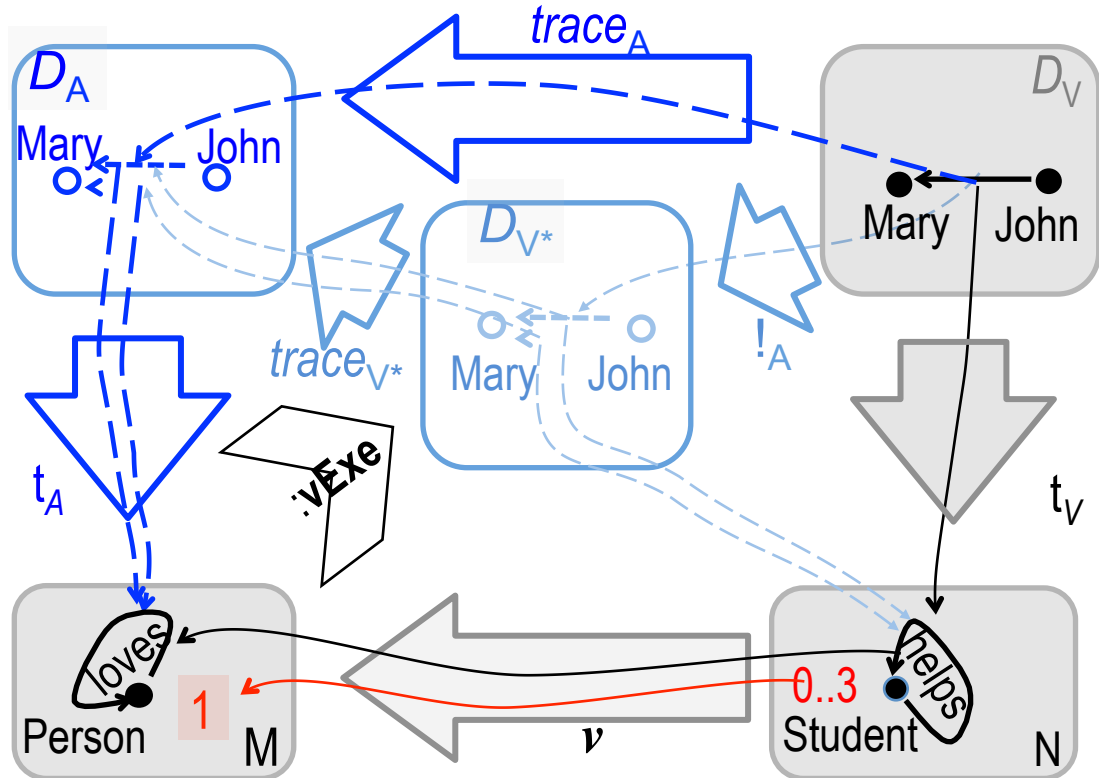 trace_A
D_A
D_V
Mary John
Mary John
D_V*
trace_V*
Mary John
!_A
t_A
:vExe
t_V
loves
Person
1
M
v
0..3
Student
helps
N